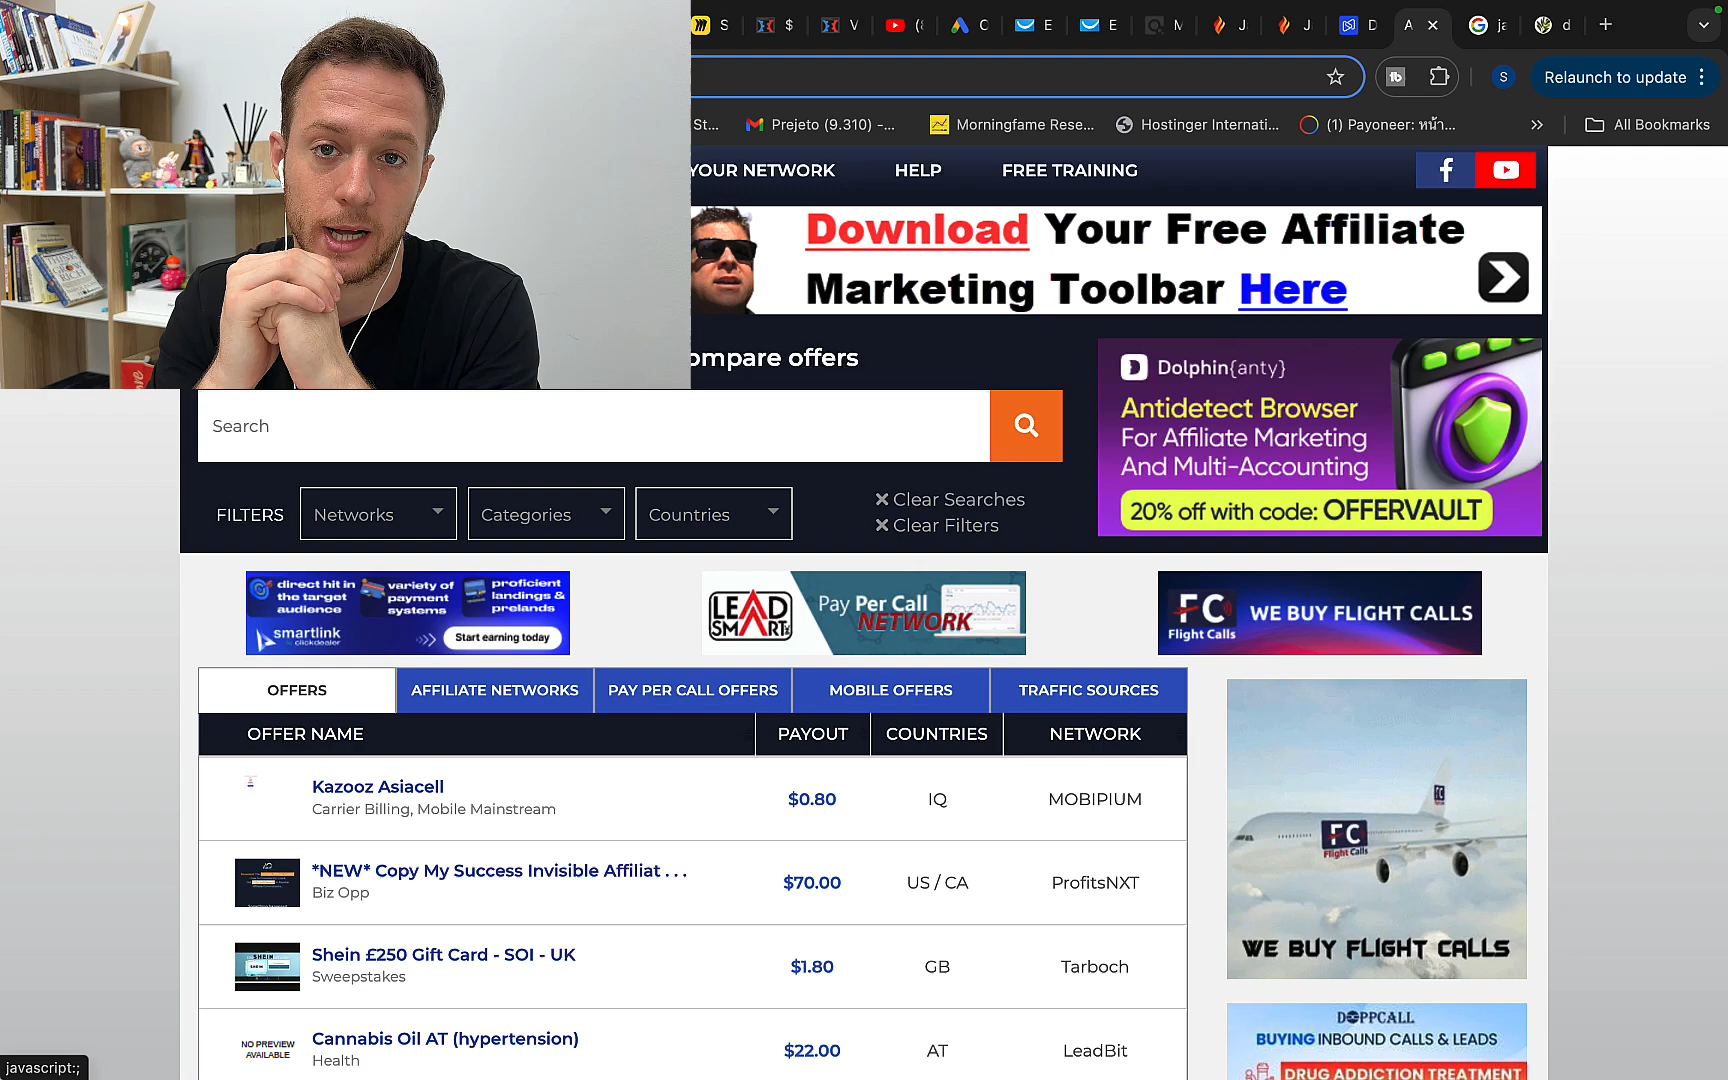 S
$
V
(8
C
E
E
M
J
J
D
A
ja
d
S
Relaunch to update
St...
Prejeto (9.310) -...
Morningfame Rese...
Hostinger Internati...
(1) Payoneer: หน้า...
All Bookmarks
YOUR NETWORK
HELP
FREE TRAINING
Download Your Free Affiliate
Marketing Toolbar Here
ompare offers
Search
FILTERS
Networks
Categories
Countries
Clear Searches
Clear Filters
Dolphin{anty}
Antidetect Browser
For Affiliate Marketing
And Multi-Accounting
20% off with code: OFFERVAULT
direct hit in
the target
audience
variety of
payment
systems
proficient
landings &
prelands
smartlink
clickdealer
Start earning today
LEAD
SMART
Pay Per Call
NETWORK
FC
Flight Calls
WE BUY FLIGHT CALLS
OFFERS
AFFILIATE NETWORKS
PAY PER CALL OFFERS
MOBILE OFFERS
TRAFFIC SOURCES
OFFER NAME
PAYOUT
COUNTRIES
NETWORK
Kazooz Asiacell
Carrier Billing, Mobile Mainstream
$0.80
IQ
MOBIPIUM
*NEW* Copy My Success Invisible Affiliat . . .
Biz Opp
$70.00
US / CA
ProfitsNXT
Shein £250 Gift Card - SOI - UK
Sweepstakes
$1.80
GB
Tarboch
NO PREVIEW
AVAILABLE
Cannabis Oil AT (hypertension)
Health
$22.00
AT
LeadBit
FC
Flight Calls
WE BUY FLIGHT CALLS
DOPPCALL
BUYING INBOUND CALLS & LEADS
DRUG ADDICTION TREATMENT
javascript:;